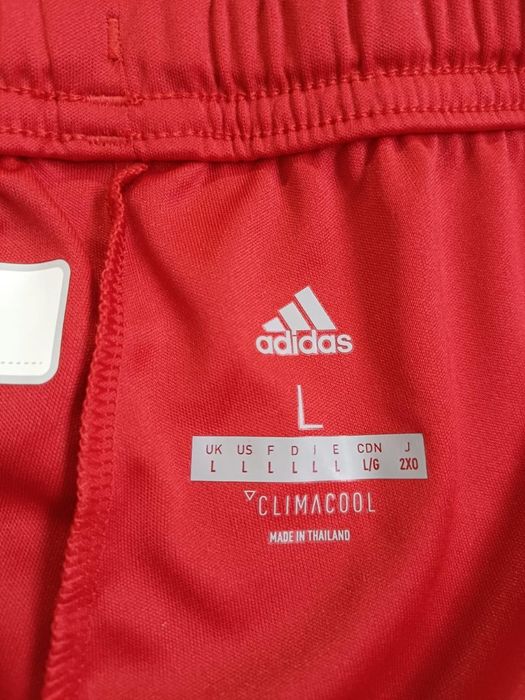 adidas
L
UK US F D I E CDN J
L L L L L L L/G 2XO
CLIMACOOL
MADE IN THAILAND